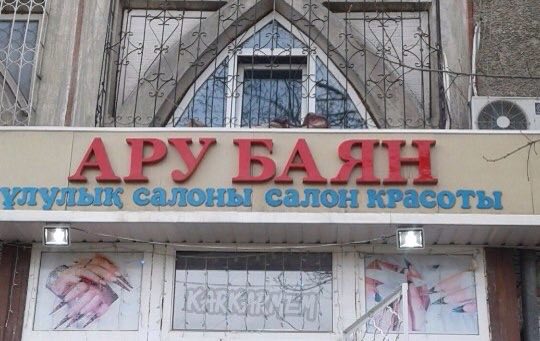 АРУ БАЯН
ұлулық салоны салон красоты